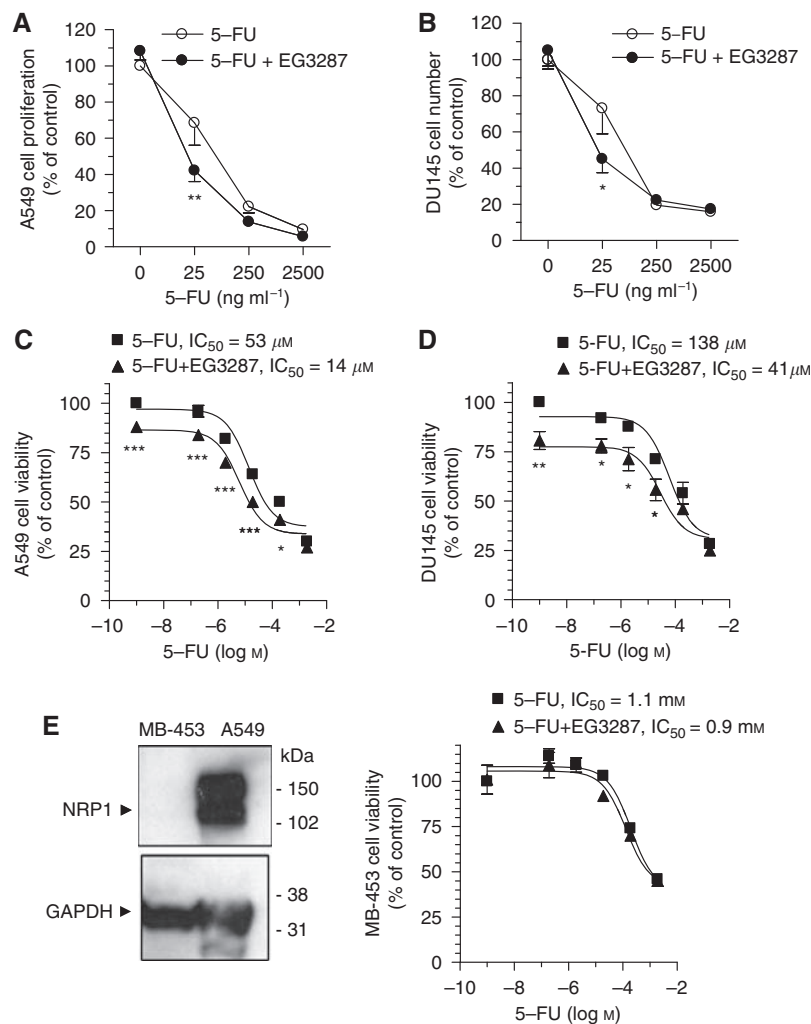 A
5–FU
5–FU + EG3287
A549 cell proliferation
(% of control)
120
100
80
60
40
20
0
**
0 25 250 2500
5–FU (ng ml⁻¹)
B
5–FU
5–FU + EG3287
DU145 cell number
(% of control)
120
100
80
60
40
20
0
*
0 25 250 2500
5–FU (ng ml⁻¹)
C
5–FU, IC₅₀ = 53 μM
5–FU+EG3287, IC₅₀ = 14 μM
A549 cell viability
(% of control)
100
75
50
25
0
*** *** *** *** *
–10 –8 –6 –4 –2
5–FU (log M)
D
5-FU, IC₅₀ = 138 μM
5-FU+EG3287, IC₅₀ = 41μM
DU145 cell viability
(% of control)
100
75
50
25
0
** * * *
–10 –8 –6 –4 –2
5-FU (log M)
E
MB-453 A549
kDa
- 150
NRP1
- 102
- 38
GAPDH
- 31
5–FU, IC₅₀ = 1.1 mM
5–FU+EG3287, IC₅₀ = 0.9 mM
MB-453 cell viability
(% of control)
100
75
50
25
0
–10 –8 –6 –4 –2
5–FU (log M)